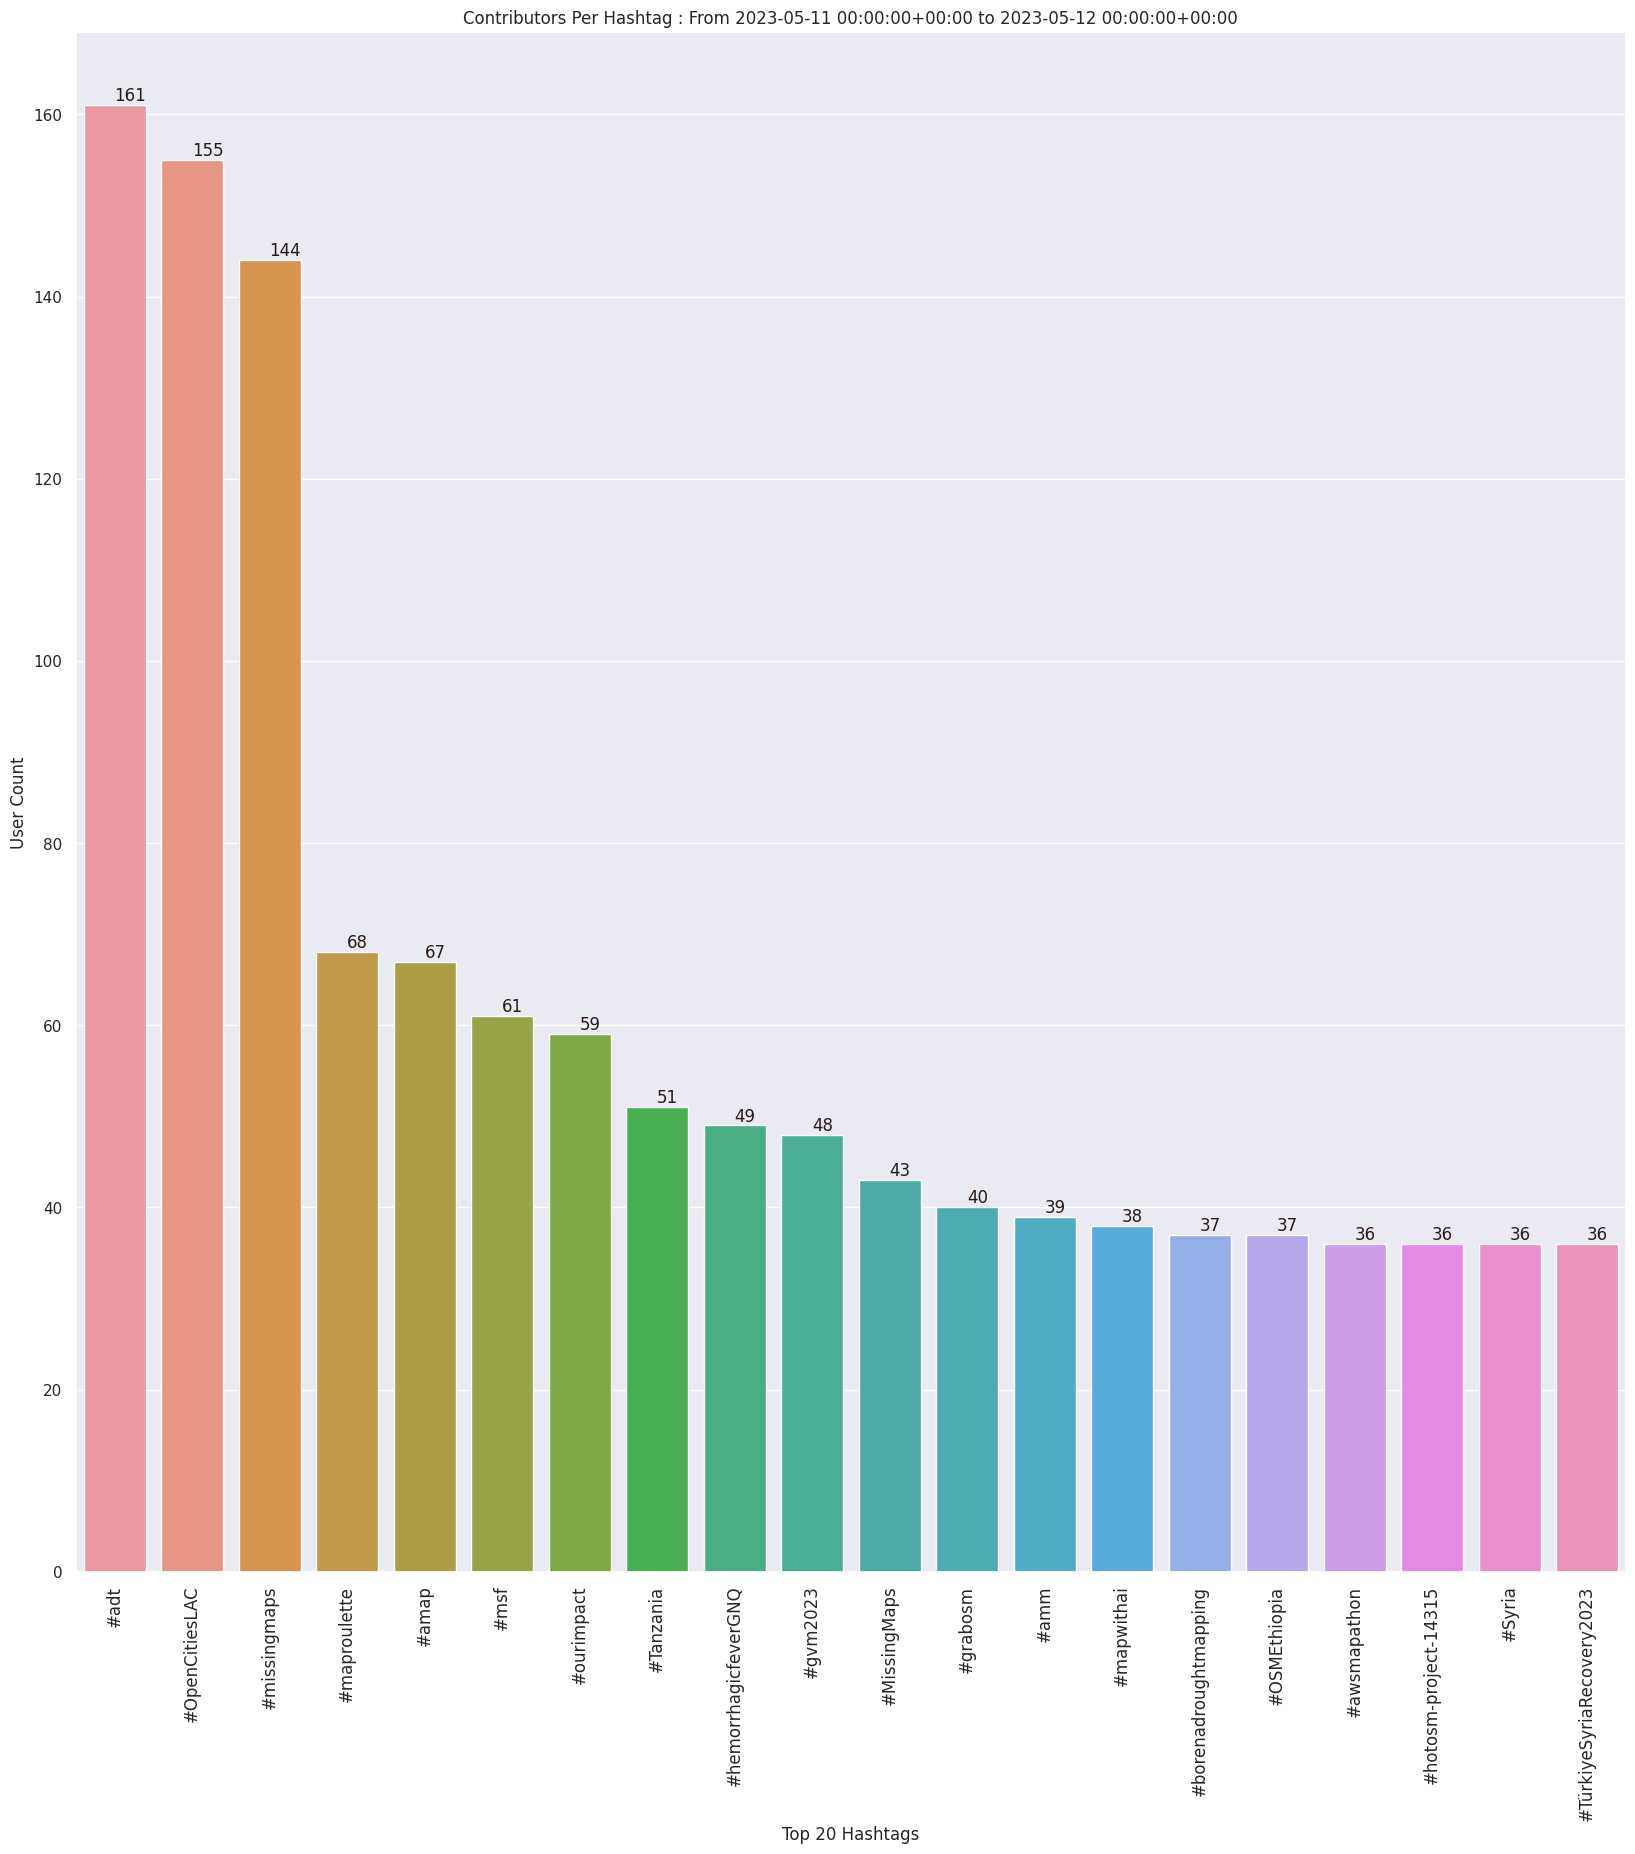 Contributors Per Hashtag : From 2023-05-11 00:00:00+00:00 to 2023-05-12 00:00:00+00:00
User Count
160
140
120
100
80
60
40
20
0
161
155
144
68
67
61
59
51
49
48
43
40
39
38
37
37
36
36
36
36
#adt
#OpenCitiesLAC
#missingmaps
#maproulette
#amap
#msf
#ourimpact
#Tanzania
#hemorrhagicfeverGNQ
#gvm2023
#MissingMaps
#grabosm
#amm
#mapwithai
#borenadroughtmapping
#OSMEthiopia
#awsmapathon
#hotosm-project-14315
#Syria
#TürkiyeSyriaRecovery2023
Top 20 Hashtags